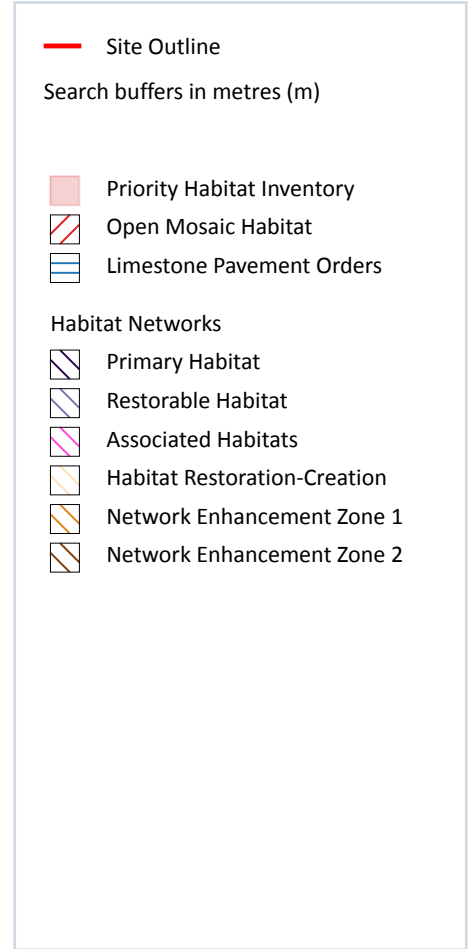 Site Outline
Search buffers in metres (m)
Priority Habitat Inventory
Open Mosaic Habitat
Limestone Pavement Orders
Habitat Networks
Primary Habitat
Restorable Habitat
Associated Habitats
Habitat Restoration-Creation
Network Enhancement Zone 1
Network Enhancement Zone 2